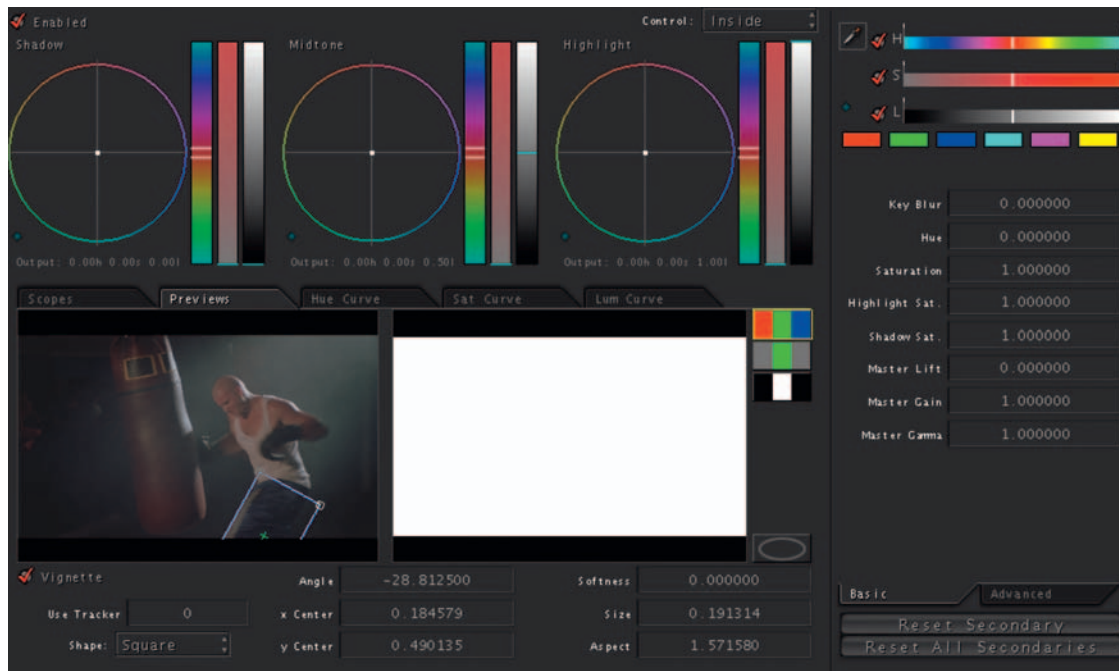 Enabled
Control: Inside
Shadow
Midtone
Highlight
H
S
L
Output: 0.00h 0.00s 0.00l
Output: 0.00h 0.00s 0.50l
Output: 0.00h 0.00s 1.00l
Key Blur 0.000000
Hue 0.000000
Saturation 1.000000
Highlight Sat. 1.000000
Shadow Sat. 1.000000
Master Lift 0.000000
Master Gain 1.000000
Master Gamma 1.000000
Scopes
Previews
Hue Curve
Sat Curve
Lum Curve
Vignette
Angle -28.812500
Softness 0.000000
Use Tracker 0
x Center 0.184579
Size 0.191314
Shape: Square
y Center 0.490135
Aspect 1.571580
Basic
Advanced
Reset Secondary
Reset All Secondaries